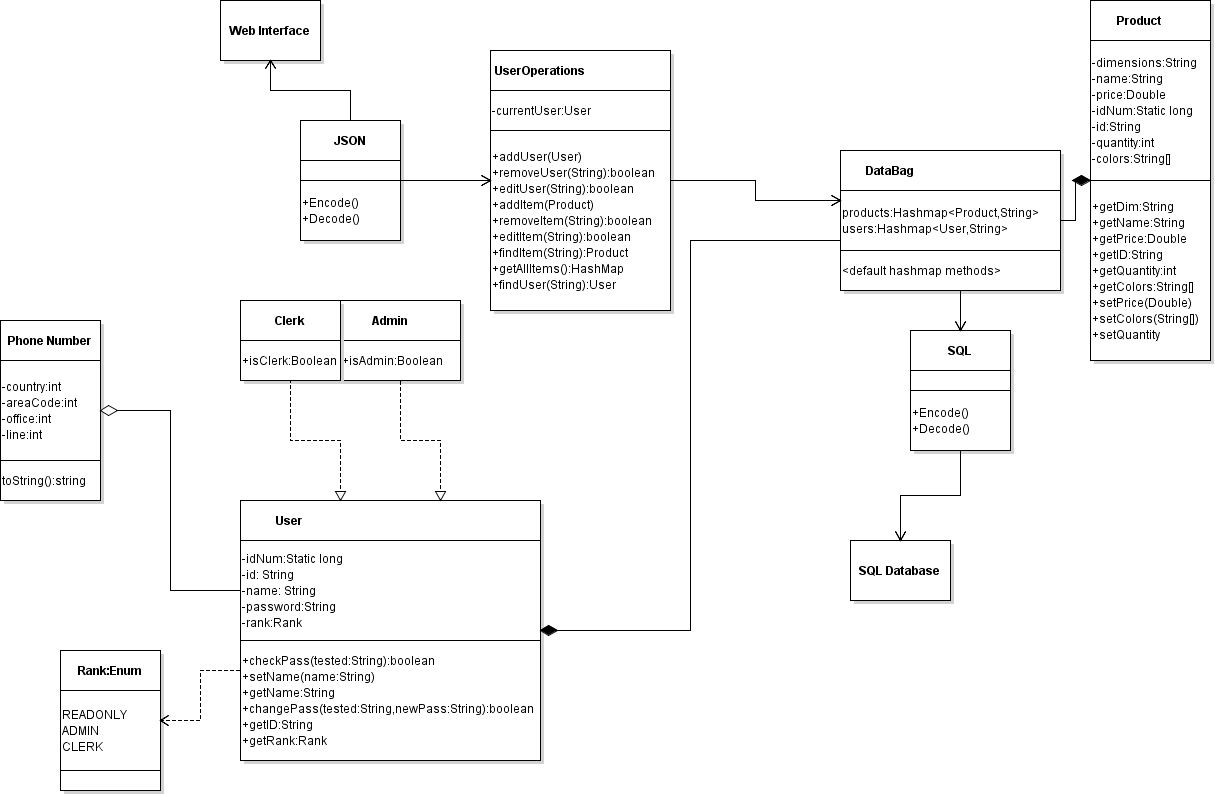 Web Interface
JSON
+Encode()
+Decode()
UserOperations
-currentUser:User
+addUser(User)
+removeUser(String):boolean
+editUser(String):boolean
+addItem(Product)
+removeItem(String):boolean
+editItem(String):boolean
+findItem(String):Product
+getAllItems():HashMap
+findUser(String):User
DataBag
products:Hashmap<Product,String>
users:Hashmap<User,String>
<default hashmap methods>
Product
-dimensions:String
-name:String
-price:Double
-idNum:Static long
-id:String
-quantity:int
-colors:String[]
+getDim:String
+getName:String
+getPrice:Double
+getID:String
+getQuantity:int
+getColors:String[]
+setPrice(Double)
+setColors(String[])
+setQuantity
SQL
+Encode()
+Decode()
SQL Database
Clerk
+isClerk:Boolean
Admin
+isAdmin:Boolean
Phone Number
-country:int
-areaCode:int
-office:int
-line:int
toString():string
User
-idNum:Static long
-id: String
-name: String
-password:String
-rank:Rank
+checkPass(tested:String):boolean
+setName(name:String)
+getName:String
+changePass(tested:String,newPass:String):boolean
+getID:String
+getRank:Rank
Rank:Enum
READONLY
ADMIN
CLERK